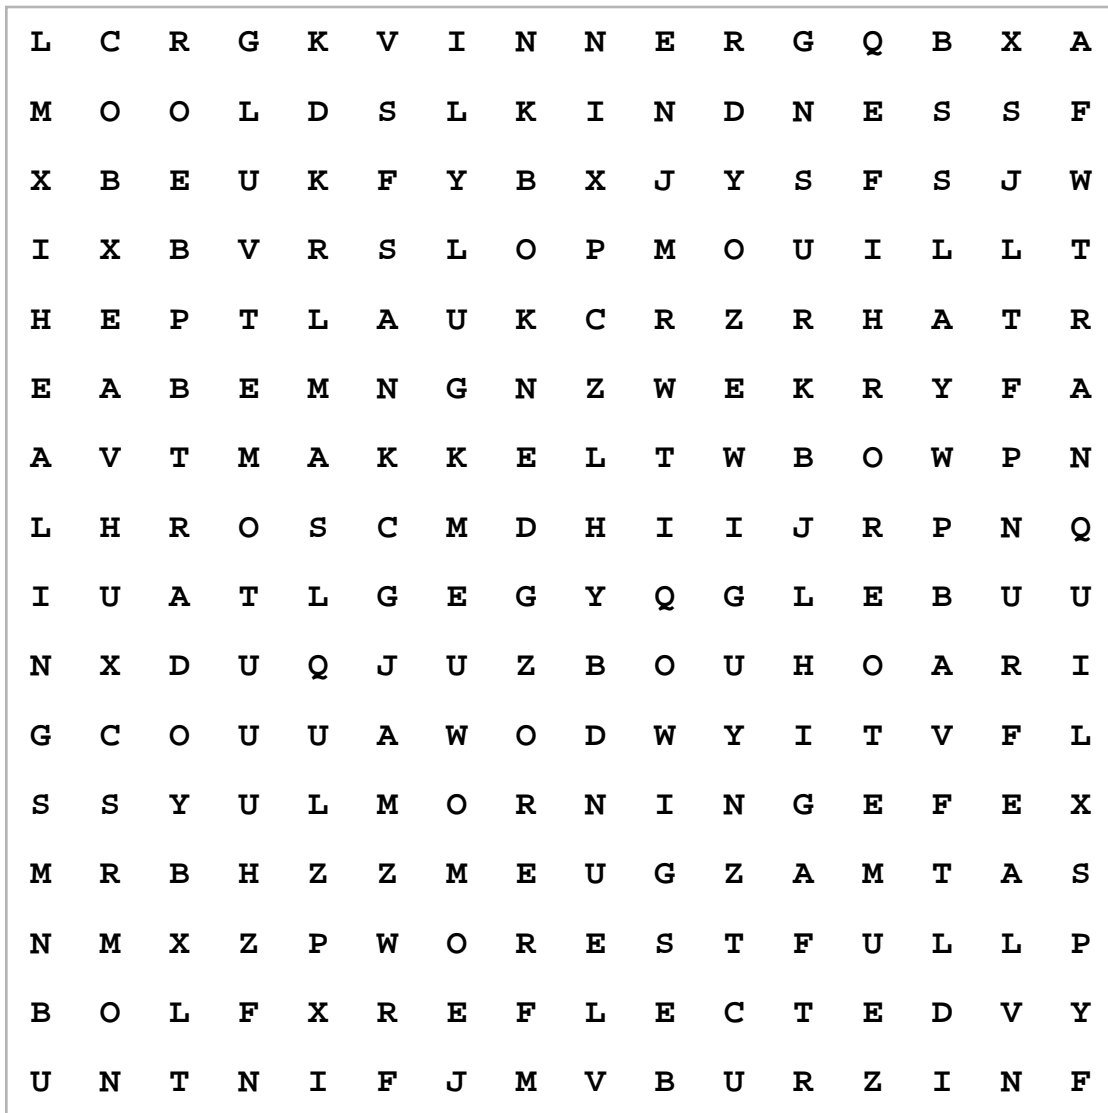 L C R G K V I N N E R G Q B X A
M O O L D S L K I N D N E S S F
X B E U K F Y B X J Y S F S J W
I X B V R S L O P M O U I L L T
H E P T L A U K C R Z R H A T R
E A B E M N G N Z W E K R Y F A
A V T M A K K E L T W B O W P N
L H R O S C M D H I I J R P N Q
I U A T L G E G Y Q G L E B U U
N X D U Q J U Z B O U H O A R I
G C O U U A W O D W Y I T V F L
S S Y U L M O R N I N G E F E X
M R B H Z Z M E U G Z A M T A S
N M X Z P W O R E S T F U L L P
B O L F X R E F L E C T E D V Y
U N T N I F J M V B U R Z I N F